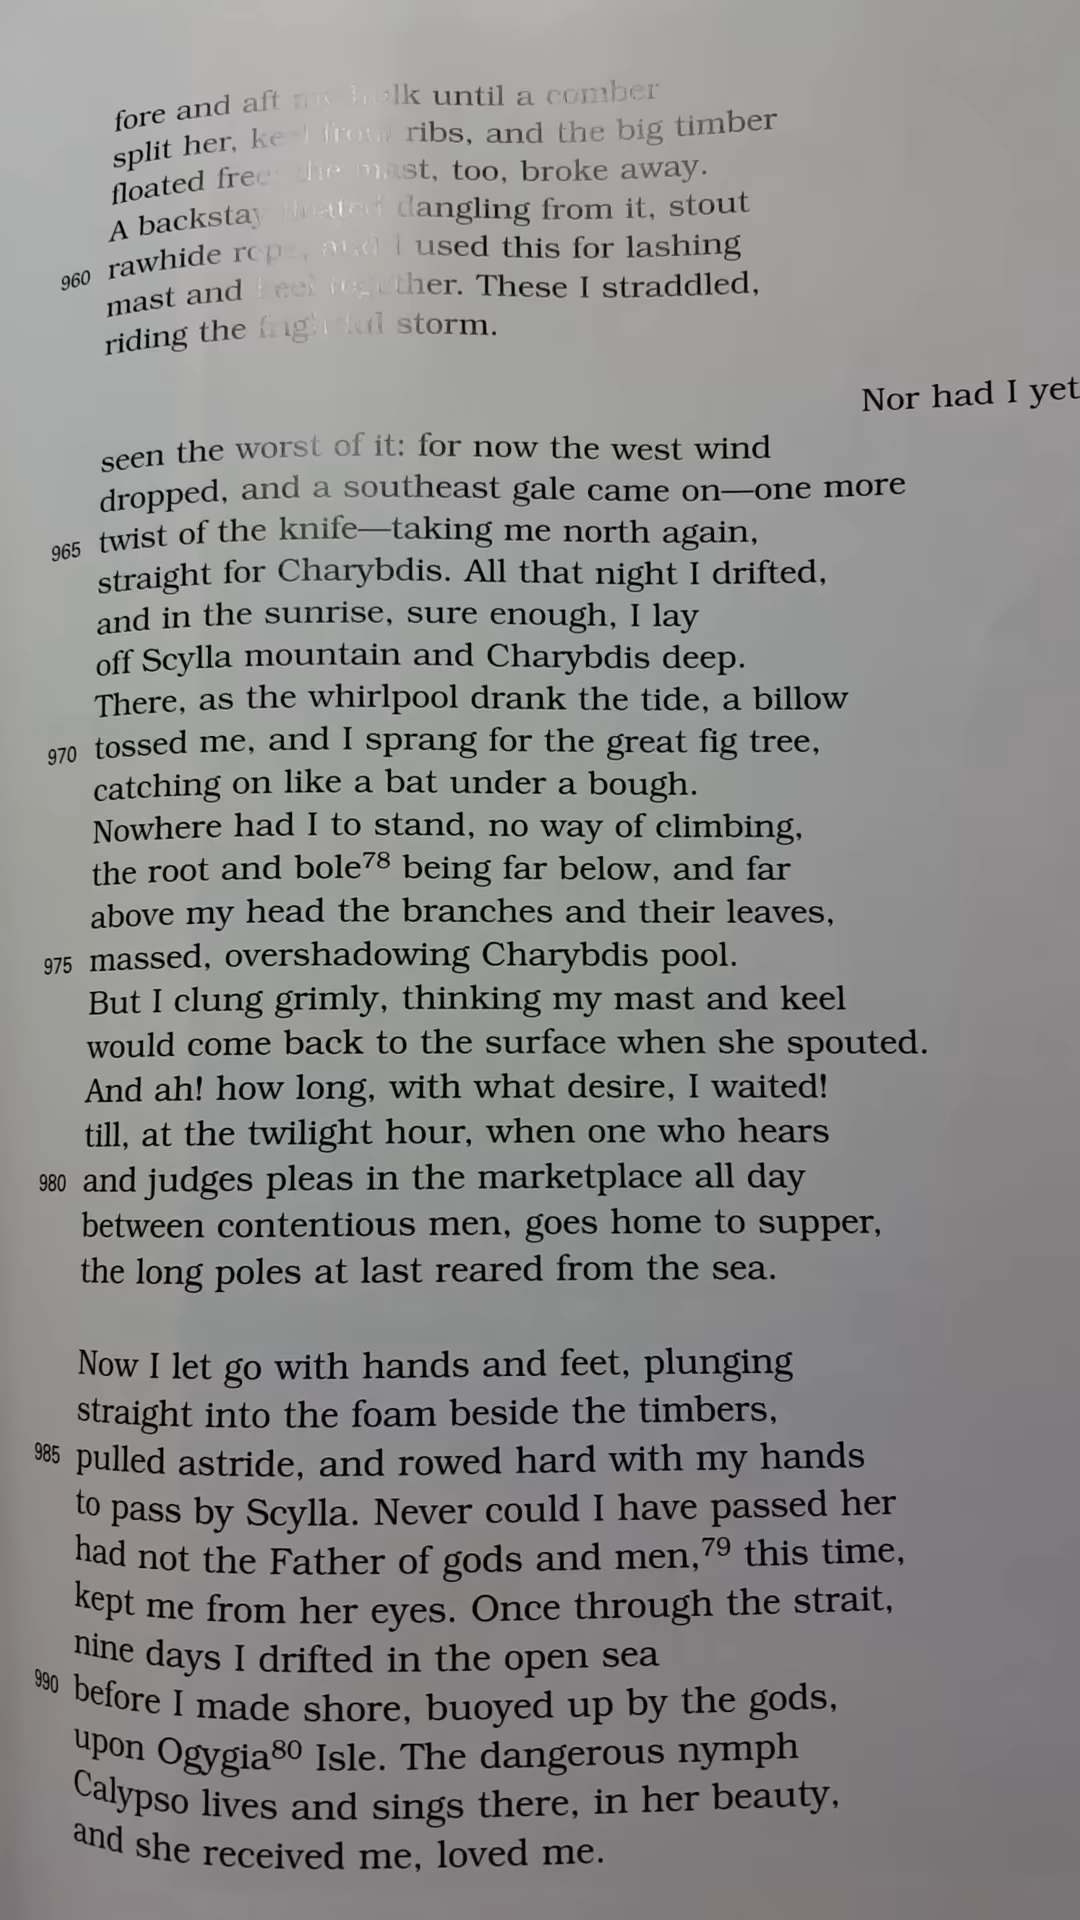 fore and aft my hulk until a comber
split her, keel from ribs, and the big timber
floated free; the mast, too, broke away.
A backstay floated dangling from it, stout
960 rawhide rope, and I used this for lashing
mast and keel together. These I straddled,
riding the frightful storm.
Nor had I yet
seen the worst of it: for now the west wind
dropped, and a southeast gale came on—one more
965 twist of the knife—taking me north again,
straight for Charybdis. All that night I drifted,
and in the sunrise, sure enough, I lay
off Scylla mountain and Charybdis deep.
There, as the whirlpool drank the tide, a billow
970 tossed me, and I sprang for the great fig tree,
catching on like a bat under a bough.
Nowhere had I to stand, no way of climbing,
the root and bole78 being far below, and far
above my head the branches and their leaves,
975 massed, overshadowing Charybdis pool.
But I clung grimly, thinking my mast and keel
would come back to the surface when she spouted.
And ah! how long, with what desire, I waited!
till, at the twilight hour, when one who hears
980 and judges pleas in the marketplace all day
between contentious men, goes home to supper,
the long poles at last reared from the sea.
Now I let go with hands and feet, plunging
straight into the foam beside the timbers,
985 pulled astride, and rowed hard with my hands
to pass by Scylla. Never could I have passed her
had not the Father of gods and men,79 this time,
kept me from her eyes. Once through the strait,
nine days I drifted in the open sea
990 before I made shore, buoyed up by the gods,
upon Ogygia80 Isle. The dangerous nymph
Calypso lives and sings there, in her beauty,
and she received me, loved me.